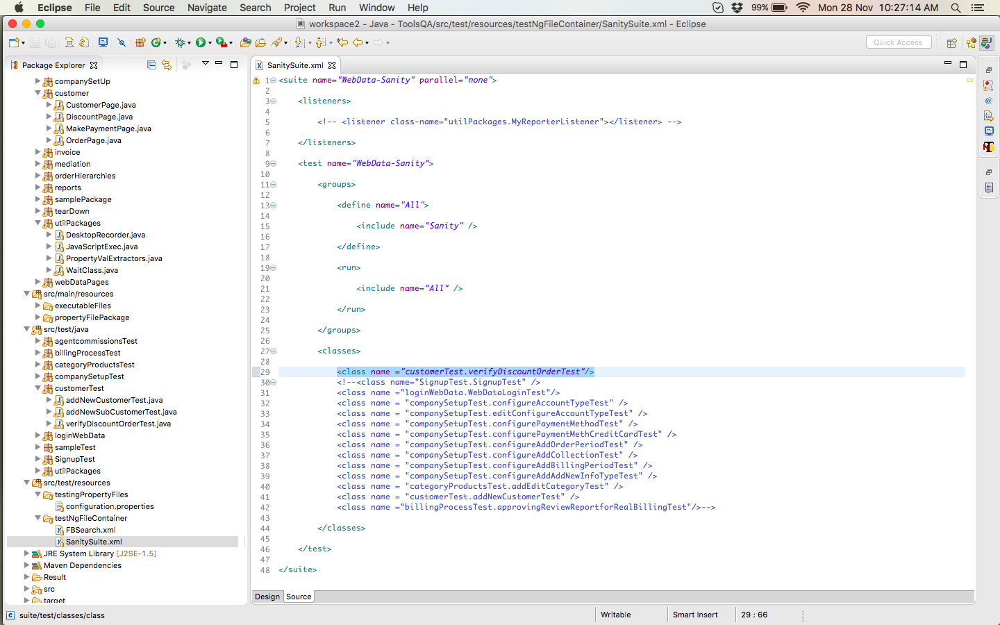 Eclipse File Edit Source Navigate Search Project Run Window Help 99% Mon 28 Nov 10:27:14 AM
workspace2 - Java - ToolsQA/src/test/resources/testNgFileContainer/SanitySuite.xml - Eclipse
Quick Access
Package Explorer
companySetUp
customer
CustomerPage.java
DiscountPage.java
MakePaymentPage.java
OrderPage.java
invoice
mediation
orderHierarchies
reports
samplePackage
tearDown
utilPackages
DesktopRecorder.java
JavaScriptExec.java
PropertyValExtractors.java
WaitClass.java
webDataPages
src/main/resources
executableFiles
propertyFilePackage
src/test/java
agentcommissionsTest
billingProcessTest
categoryProductsTest
companySetupTest
customerTest
addNewCustomerTest.java
addNewSubCustomerTest.java
verifyDiscountOrderTest.java
loginWebData
sampleTest
SignupTest
utilPackages
src/test/resources
testingPropertyFiles
configuration.properties
testNgFileContainer
FBSearch.xml
SanitySuite.xml
JRE System Library [J2SE-1.5]
Maven Dependencies
Result
src
target
SanitySuite.xml
1 <suite name="WebData-Sanity" parallel="none">
2
3 <listeners>
4
5 <!-- <listener class-name="utilPackages.MyReporterListener"></listener> -->
6
7 </listeners>
8
9 <test name="WebData-Sanity">
10
11 <groups>
12
13 <define name="All">
14
15 <include name="Sanity" />
16
17 </define>
18
19 <run>
20
21 <include name="All" />
22
23 </run>
24
25 </groups>
26
27 <classes>
28
29 <class name ="customerTest.verifyDiscountOrderTest"/>
30 <!--<class name="SignupTest.SignupTest" />
31 <class name ="loginWebData.WebDataLoginTest"/>
32 <class name = "companySetupTest.configureAccountTypeTest" />
33 <class name = "companySetupTest.editConfigureAccountTypeTest" />
34 <class name = "companySetupTest.configurePaymentMethodTest" />
35 <class name = "companySetupTest.configurePaymentMethCreditCardTest" />
36 <class name = "companySetupTest.configureAddOrderPeriodTest" />
37 <class name = "companySetupTest.configureAddCollectionTest" />
38 <class name = "companySetupTest.configureAddBillingPeriodTest" />
39 <class name = "companySetupTest.configureAddAddNewInfoTypeTest" />
40 <class name = "categoryProductsTest.addEditCategoryTest" />
41 <class name = "customerTest.addNewCustomerTest" />
42 <class name ="billingProcessTest.approvingReviewReportforRealBillingTest"/>-->
43
44 </classes>
45
46 </test>
47
48 </suite>
Design Source
suite/test/classes/class Writable Smart Insert 29 : 66